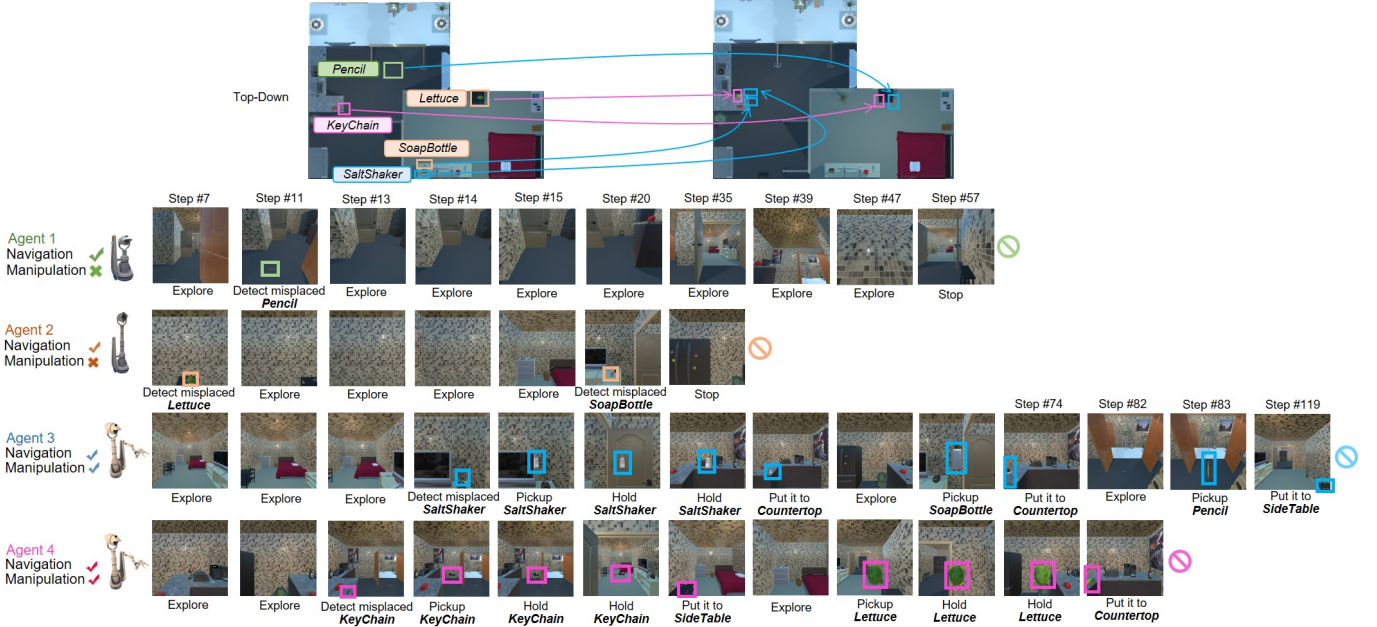 Pencil
Lettuce
Top-Down
KeyChain
SoapBottle
SaltShaker
Step #7 Step #11 Step #13 Step #14 Step #15 Step #20 Step #35 Step #39 Step #47 Step #57
Agent 1
Navigation
Manipulation
Explore Detect misplaced Explore Explore Explore Explore Explore Explore Explore Stop
Pencil
Agent 2
Navigation
Manipulation
Detect misplaced Explore Explore Explore Explore Detect misplaced Stop
Lettuce SoapBottle
Step #74 Step #82 Step #83 Step #119
Agent 3
Navigation
Manipulation
Explore Explore Explore Detect misplaced Pickup Hold Hold Put it to Explore Pickup Put it to Explore Pickup Put it to
SaltShaker SaltShaker SaltShaker SaltShaker Countertop SoapBottle Countertop Pencil SideTable
Agent 4
Navigation
Manipulation
Explore Explore Detect misplaced Pickup Hold Hold Put it to Explore Pickup Hold Hold Put it to
KeyChain KeyChain KeyChain KeyChain SideTable Lettuce Lettuce Lettuce Countertop